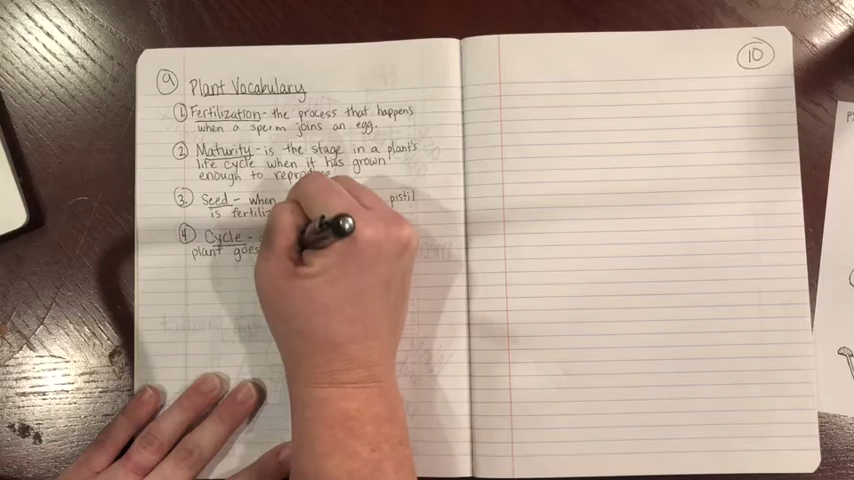 9 Plant Vocabulary
1 Fertilization - the process that happens
when a sperm joins an egg.
2 Maturity - is the stage in a plant's
life cycle when it has grown
enough to
3. Seed - when pistil
is
4. Cycle -
plant goes
10